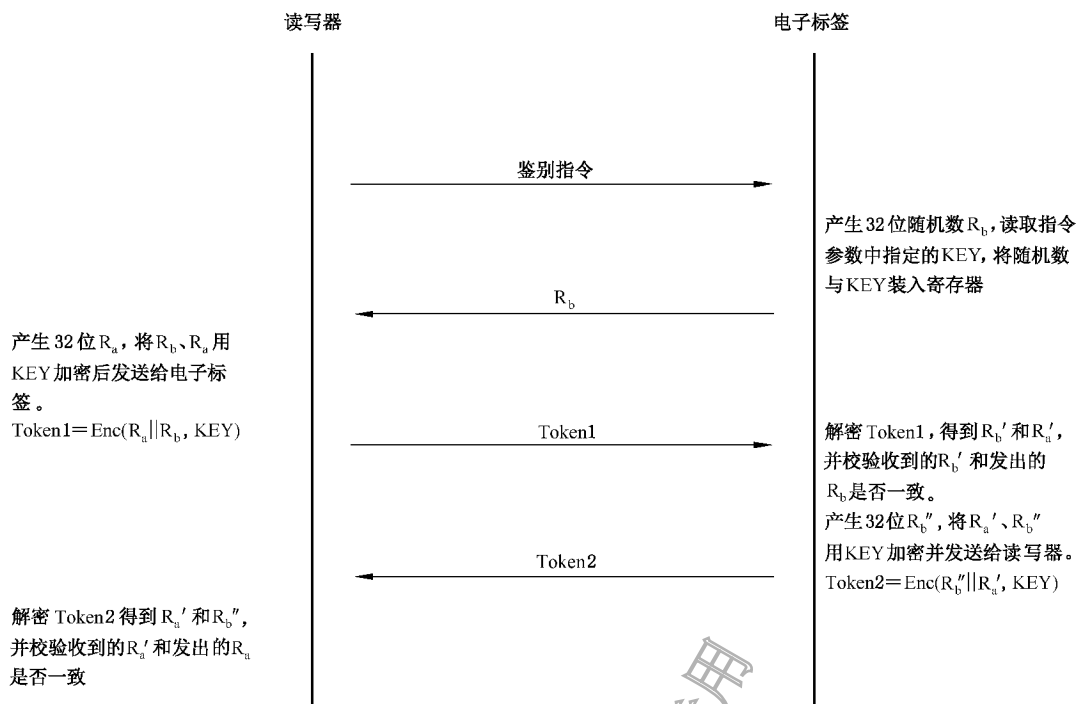 读写器
电子标签
鉴别指令
产生32位随机数R_b,读取指令
参数中指定的KEY,将随机数
与KEY装入寄存器
R_b
产生32位R_a,将R_b、R_a用
KEY加密后发送给电子标
签。
Token1=Enc(R_a||R_b, KEY)
Token1
解密Token1,得到R_b′和R_a′,
并校验收到的R_b′和发出的
R_b是否一致。
产生32位R_b″,将R_a′、R_b″
用KEY加密并发送给读写器。
Token2=Enc(R_b″||R_a′, KEY)
Token2
解密Token2得到R_a′和R_b″,
并校验收到的R_a′和发出的R_a
是否一致
用